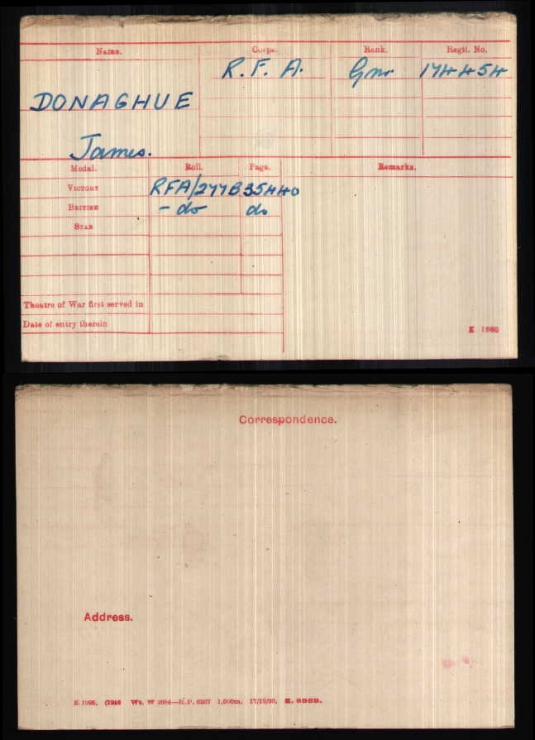 Name. Corps. Rank. Regtl. No.
R.F.A. Gnr 174454
DONAGHUE
James.
Medal. Roll. Page. Remarks.
Victory RFA/277B 35440
British - do do
Star
Theatre of War first served in
Date of entry therein
K 1380
Correspondence.
Address.